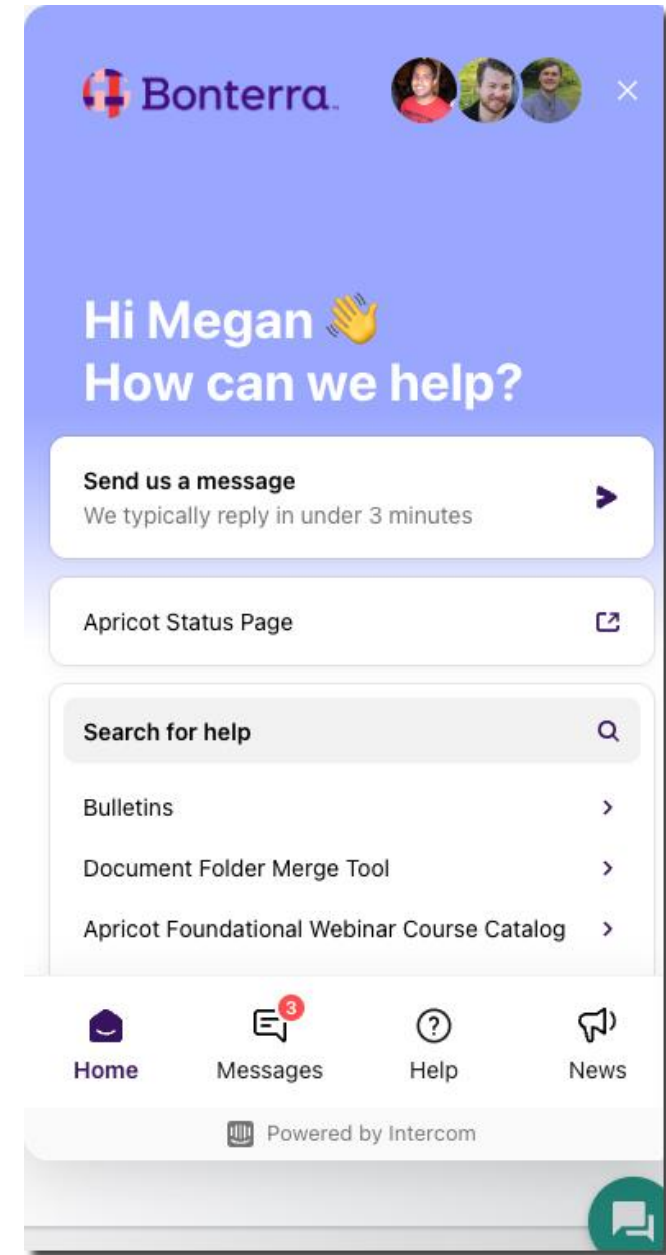 Bonterra.
Hi Megan 👋
How can we help?
Send us a message
We typically reply in under 3 minutes
Apricot Status Page
Search for help
Bulletins
Document Folder Merge Tool
Apricot Foundational Webinar Course Catalog
3
Home Messages Help News
Powered by Intercom